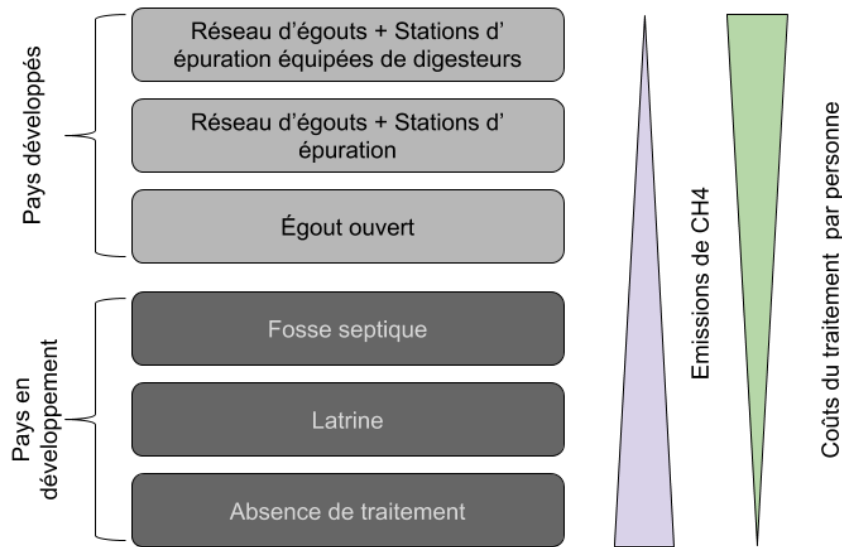 Pays développés
Réseau d'égouts + Stations d'
épuration équipées de digesteurs
Réseau d'égouts + Stations d'
épuration
Égout ouvert
Pays en
développement
Fosse septique
Latrine
Absence de traitement
Emissions de CH4
Coûts du traitement par personne